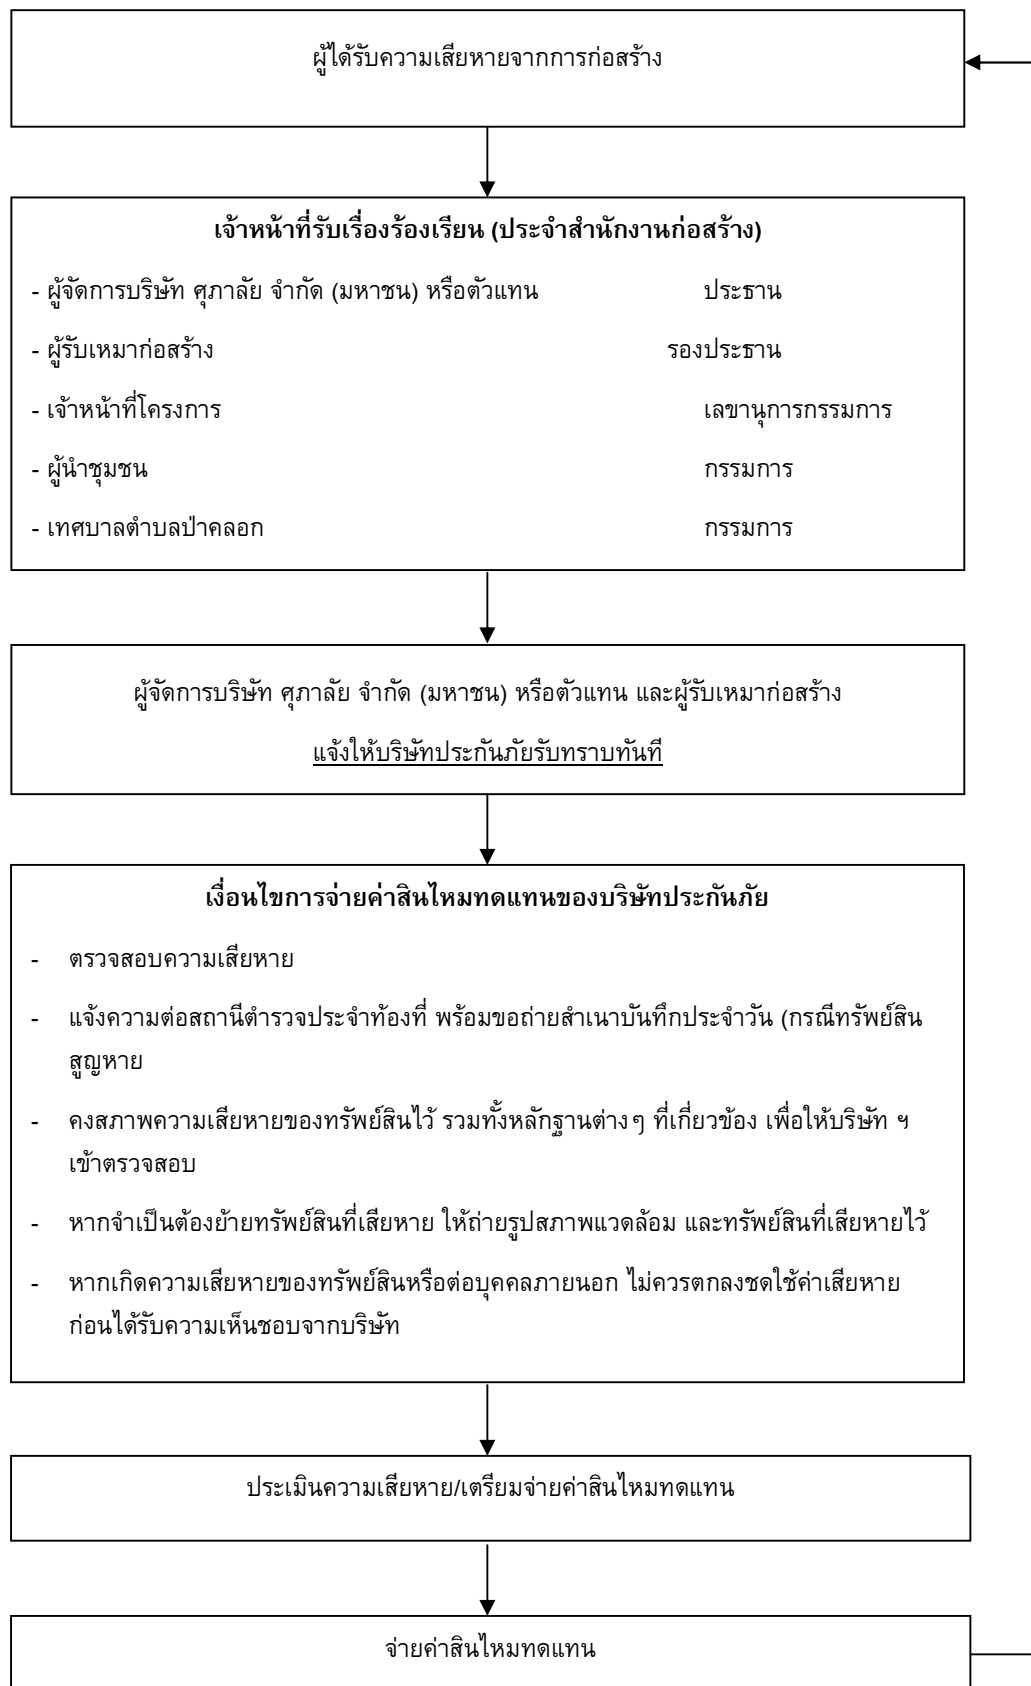 ผู้ได้รับความเสียหายจากการก่อสร้าง
เจ้าหน้าที่รับเรื่องร้องเรียน (ประจำสำนักงานก่อสร้าง)
- ผู้จัดการบริษัท ศุภาลัย จำกัด (มหาชน) หรือตัวแทน ประธาน
- ผู้รับเหมาก่อสร้าง รองประธาน
- เจ้าหน้าที่โครงการ เลขานุการกรรมการ
- ผู้นำชุมชน กรรมการ
- เทศบาลตำบลป่าคลอก กรรมการ
ผู้จัดการบริษัท ศุภาลัย จำกัด (มหาชน) หรือตัวแทน และผู้รับเหมาก่อสร้าง
แจ้งให้บริษัทประกันภัยรับทราบทันที
เงื่อนไขการจ่ายค่าสินไหมทดแทนของบริษัทประกันภัย
- ตรวจสอบความเสียหาย
- แจ้งความต่อสถานีตำรวจประจำท้องที่ พร้อมขอถ่ายสำเนาบันทึกประจำวัน (กรณีทรัพย์สิน
สูญหาย
- คงสภาพความเสียหายของทรัพย์สินไว้ รวมทั้งหลักฐานต่างๆ ที่เกี่ยวข้อง เพื่อให้บริษัท ฯ
เข้าตรวจสอบ
- หากจำเป็นต้องย้ายทรัพย์สินที่เสียหาย ให้ถ่ายรูปสภาพแวดล้อม และทรัพย์สินที่เสียหายไว้
- หากเกิดความเสียหายของทรัพย์สินหรือต่อบุคคลภายนอก ไม่ควรตกลงชดใช้ค่าเสียหาย
ก่อนได้รับความเห็นชอบจากบริษัท
ประเมินความเสียหาย/เตรียมจ่ายค่าสินไหมทดแทน
จ่ายค่าสินไหมทดแทน